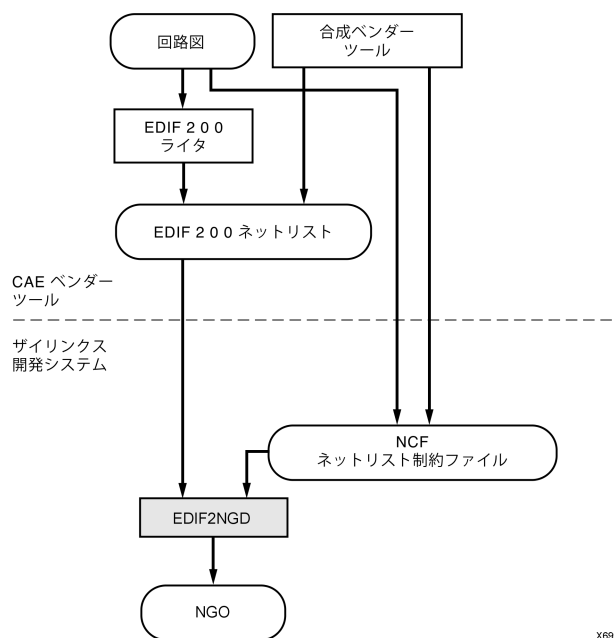 回路図
合成ベンダー
ツール
EDIF 2 0 0
ライタ
EDIF 2 0 0 ネットリスト
CAE ベンダー
ツール
ザイリンクス
開発システム
NCF
ネットリスト制約ファイル
EDIF2NGD
NGO
X69